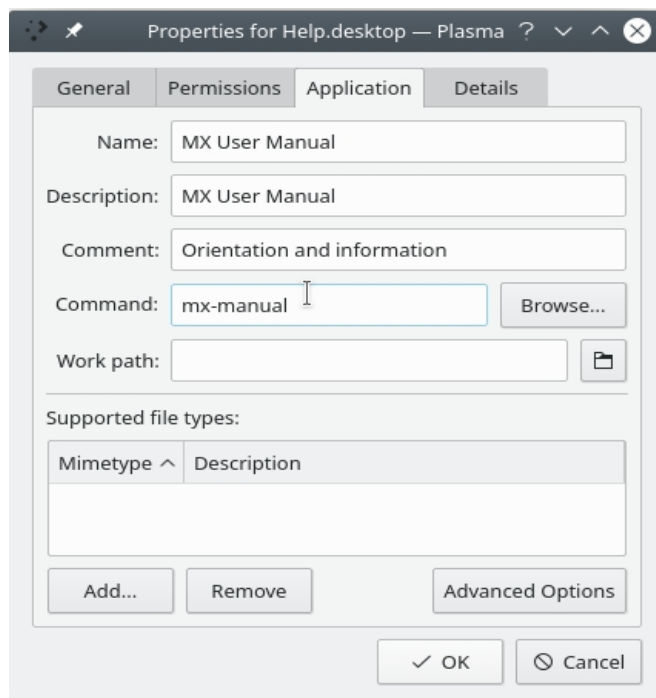 Properties for Help.desktop — Plasma ?
General Permissions Application Details
Name: MX User Manual
Description: MX User Manual
Comment: Orientation and information
Command: mx-manual Browse...
Work path:
Supported file types:
Mimetype Description
Add... Remove Advanced Options
OK Cancel